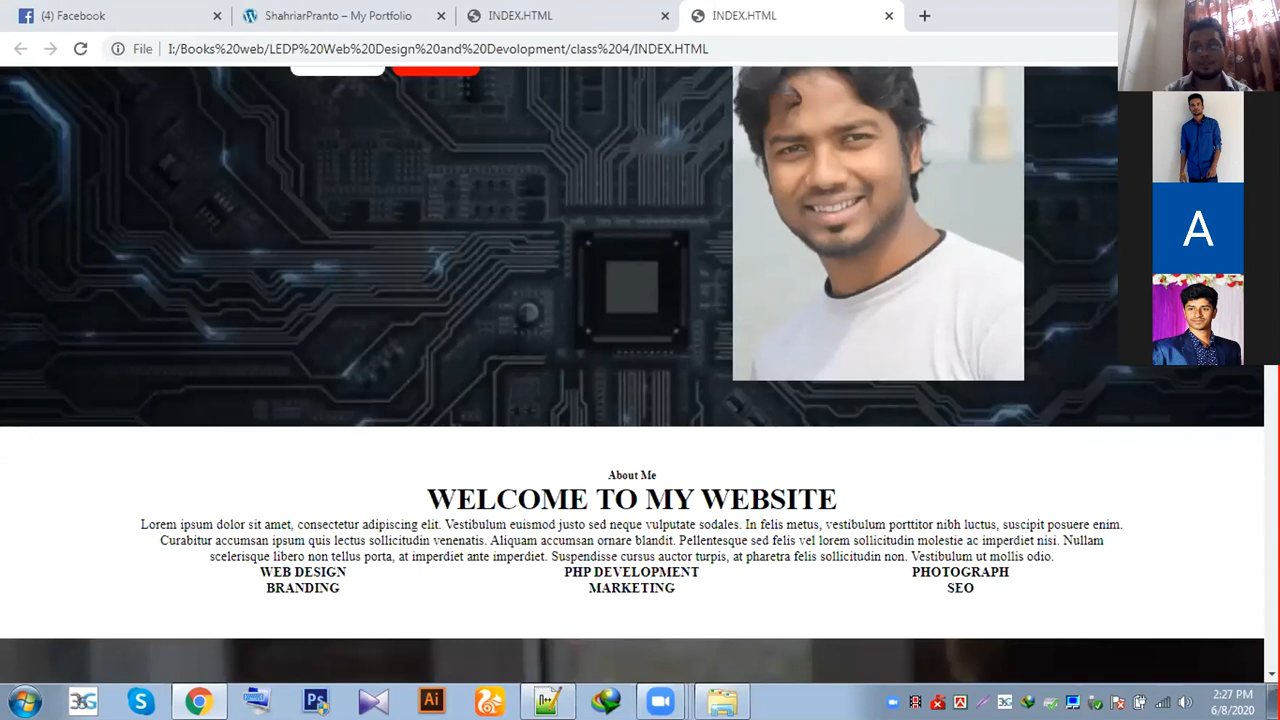 (4) Facebook
ShahriarPranto – My Portfolio
INDEX.HTML
INDEX.HTML
File
I:/Books%20web/LEDP%20Web%20Design%20and%20Devolopment/class%204/INDEX.HTML
A
About Me
WELCOME TO MY WEBSITE
Lorem ipsum dolor sit amet, consectetur adipiscing elit. Vestibulum euismod justo sed neque vulputate sodales. In felis metus, vestibulum porttitor nibh luctus, suscipit posuere enim.
Curabitur accumsan ipsum quis lectus sollicitudin venenatis. Aliquam accumsan ornare blandit. Pellentesque sed felis vel lorem sollicitudin molestie ac imperdiet nisi. Nullam
scelerisque libero non tellus porta, at imperdiet ante imperdiet. Suspendisse cursus auctor turpis, at pharetra felis sollicitudin non. Vestibulum ut mollis odio.
WEB DESIGN PHP DEVELOPMENT PHOTOGRAPH
BRANDING MARKETING SEO
3G
S
Ps
Ai
N++
2:27 PM
6/8/2020